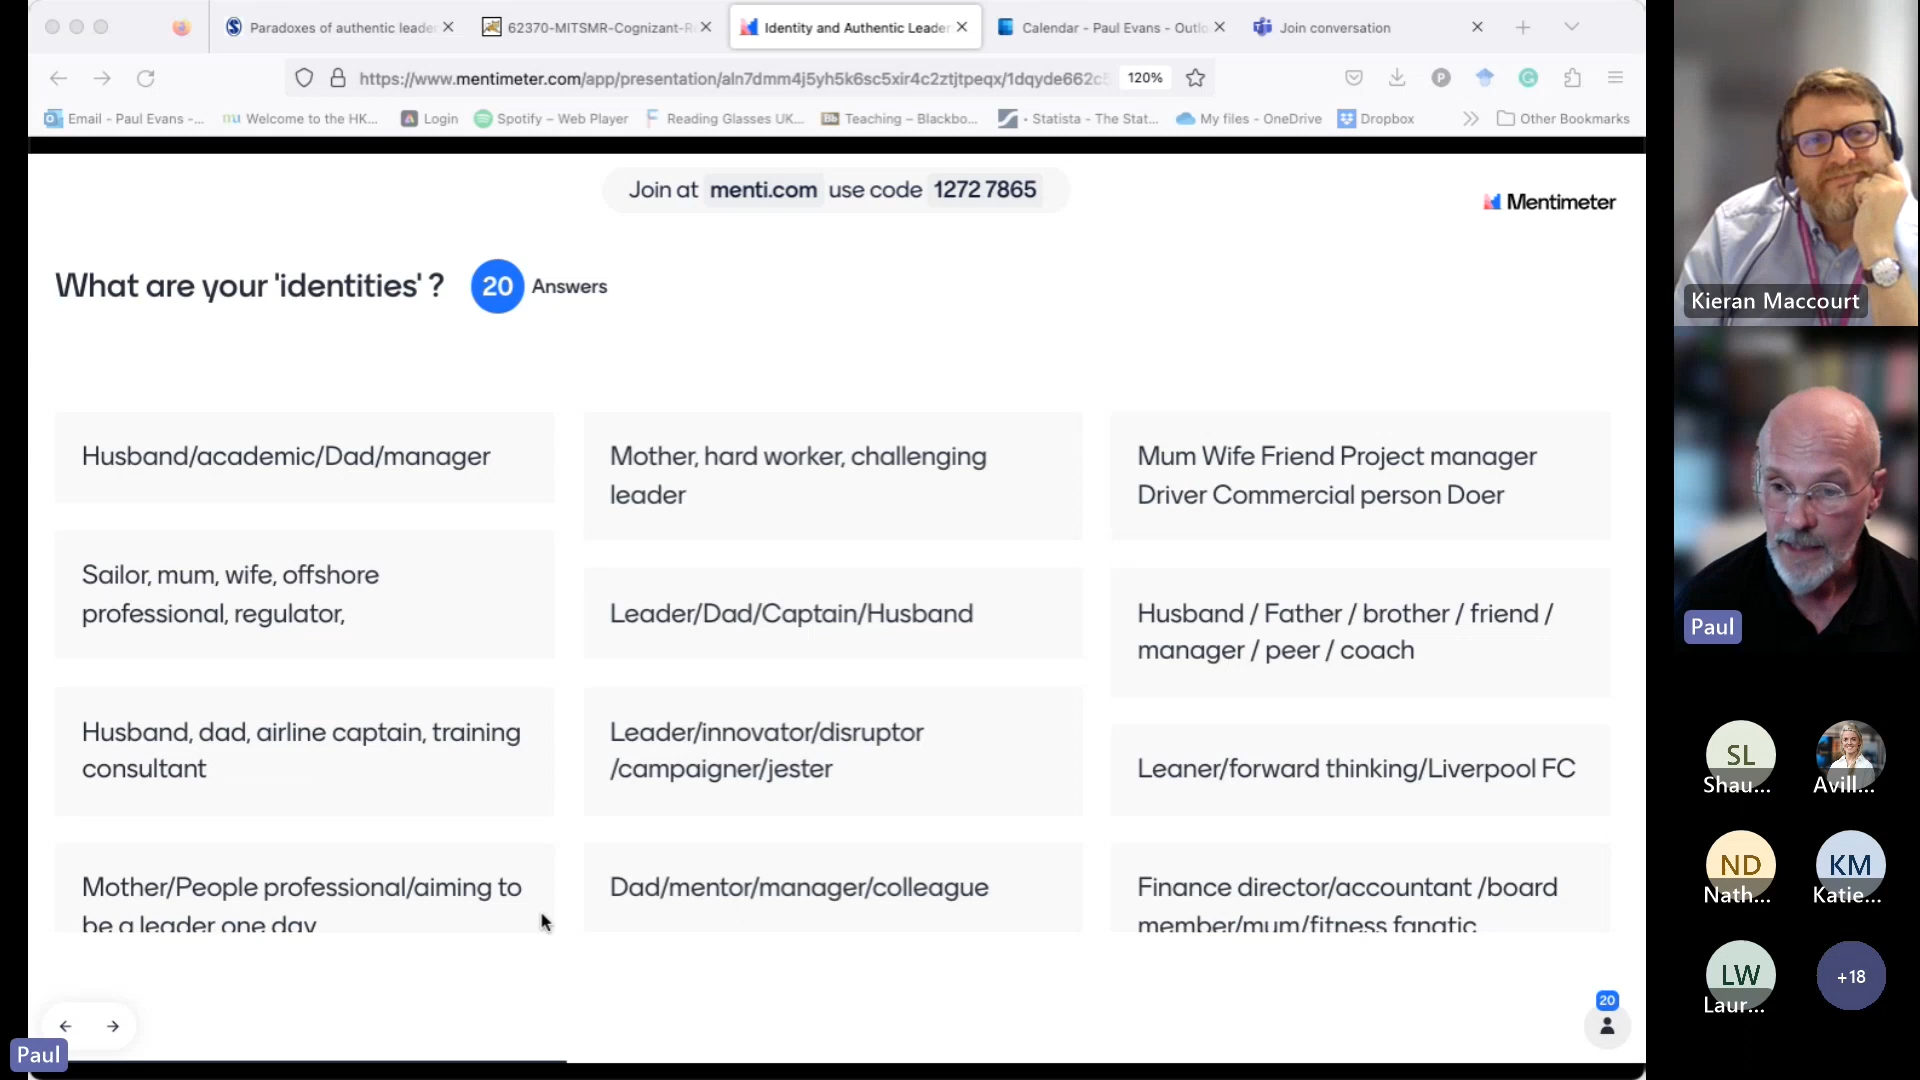 Paradoxes of authentic leade
62370-MITSMR-Cognizant-R
Identity and Authentic Leader
Calendar - Paul Evans - Outlo
Join conversation
https://www.mentimeter.com/app/presentation/aln7dmm4j5yh5k6sc5xir4c2ztjtpeqx/1dqyde662c5
120%
Email - Paul Evans -...
Welcome to the HK...
Login
Spotify – Web Player
Reading Glasses UK...
Teaching – Blackbo...
• Statista - The Stat...
My files - OneDrive
Dropbox
Other Bookmarks
Join at menti.com use code 1272 7865
Mentimeter
What are your 'identities' ?
20 Answers
Husband/academic/Dad/manager
Sailor, mum, wife, offshore
professional, regulator,
Husband, dad, airline captain, training
consultant
Mother/People professional/aiming to
be a leader one day
Mother, hard worker, challenging
leader
Leader/Dad/Captain/Husband
Leader/innovator/disruptor
/campaigner/jester
Dad/mentor/manager/colleague
Mum Wife Friend Project manager
Driver Commercial person Doer
Husband / Father / brother / friend /
manager / peer / coach
Leaner/forward thinking/Liverpool FC
Finance director/accountant /board
member/mum/fitness fanatic
20
Paul
Kieran Maccourt
Paul
SL
Shau...
Avill...
ND
Nath...
KM
Katie...
LW
Laur...
+18